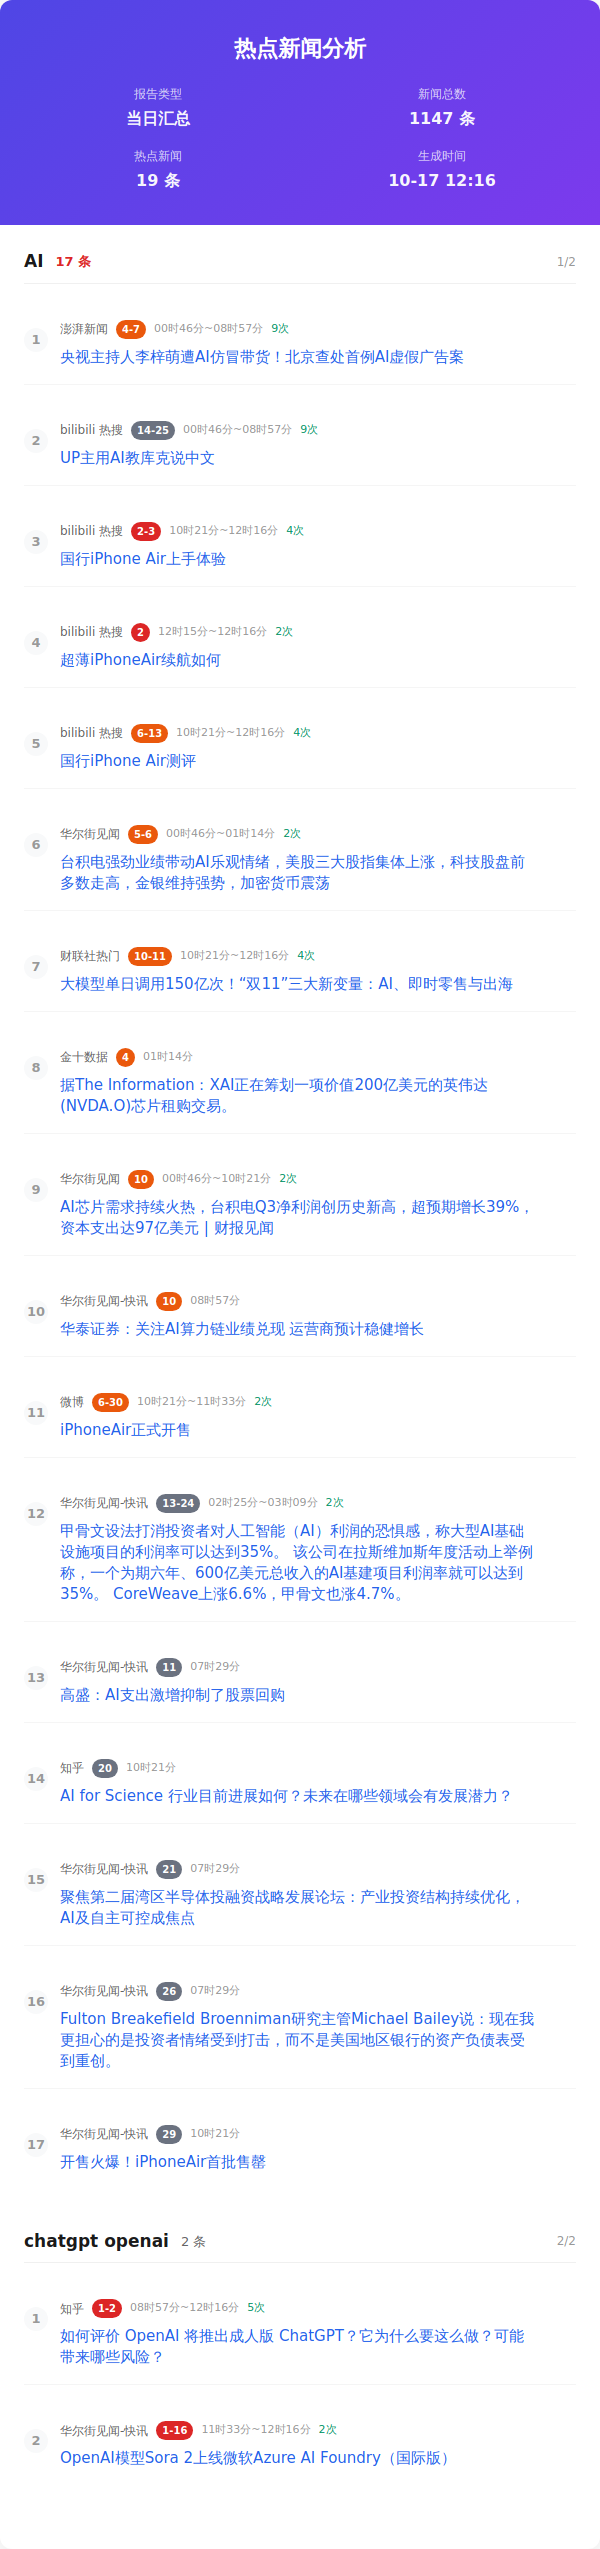 热点新闻分析
报告类型
新闻总数
当日汇总
1147 条
热点新闻
生成时间
19 条
10-17 12:16
AI 17 条 1/2
1
澎湃新闻 4-7 00时46分~08时57分 9次
央视主持人李梓萌遭AI仿冒带货！北京查处首例AI虚假广告案
2
bilibili 热搜 14-25 00时46分~08时57分 9次
UP主用AI教库克说中文
3
bilibili 热搜 2-3 10时21分~12时16分 4次
国行iPhone Air上手体验
4
bilibili 热搜 2 12时15分~12时16分 2次
超薄iPhoneAir续航如何
5
bilibili 热搜 6-13 10时21分~12时16分 4次
国行iPhone Air测评
6
华尔街见闻 5-6 00时46分~01时14分 2次
台积电强劲业绩带动AI乐观情绪，美股三大股指集体上涨，科技股盘前
多数走高，金银维持强势，加密货币震荡
7
财联社热门 10-11 10时21分~12时16分 4次
大模型单日调用150亿次！“双11”三大新变量：AI、即时零售与出海
8
金十数据 4 01时14分
据The Information：XAI正在筹划一项价值200亿美元的英伟达
(NVDA.O)芯片租购交易。
9
华尔街见闻 10 00时46分~10时21分 2次
AI芯片需求持续火热，台积电Q3净利润创历史新高，超预期增长39%，
资本支出达97亿美元 | 财报见闻
10
华尔街见闻-快讯 10 08时57分
华泰证券：关注AI算力链业绩兑现 运营商预计稳健增长
11
微博 6-30 10时21分~11时33分 2次
iPhoneAir正式开售
12
华尔街见闻-快讯 13-24 02时25分~03时09分 2次
甲骨文设法打消投资者对人工智能（AI）利润的恐惧感，称大型AI基础
设施项目的利润率可以达到35%。 该公司在拉斯维加斯年度活动上举例
称，一个为期六年、600亿美元总收入的AI基建项目利润率就可以达到
35%。 CoreWeave上涨6.6%，甲骨文也涨4.7%。
13
华尔街见闻-快讯 11 07时29分
高盛：AI支出激增抑制了股票回购
14
知乎 20 10时21分
AI for Science 行业目前进展如何？未来在哪些领域会有发展潜力？
15
华尔街见闻-快讯 21 07时29分
聚焦第二届湾区半导体投融资战略发展论坛：产业投资结构持续优化，
AI及自主可控成焦点
16
华尔街见闻-快讯 26 07时29分
Fulton Breakefield Broenniman研究主管Michael Bailey说：现在我
更担心的是投资者情绪受到打击，而不是美国地区银行的资产负债表受
到重创。
17
华尔街见闻-快讯 29 10时21分
开售火爆！iPhoneAir首批售罄
chatgpt openai 2 条 2/2
1
知乎 1-2 08时57分~12时16分 5次
如何评价 OpenAI 将推出成人版 ChatGPT？它为什么要这么做？可能
带来哪些风险？
2
华尔街见闻-快讯 1-16 11时33分~12时16分 2次
OpenAI模型Sora 2上线微软Azure AI Foundry（国际版）